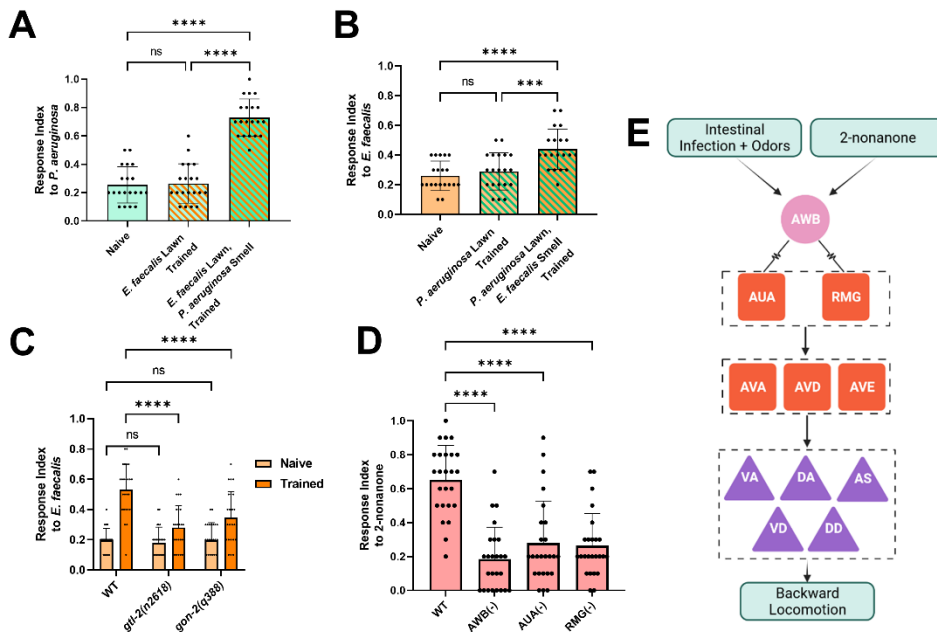 A
****
ns
****
Response Index
to P. aeruginosa
1.0
0.8
0.6
0.4
0.2
0.0
Naive
E. faecalis Lawn
Trained
E. faecalis Lawn,
P. aeruginosa Smell
Trained
B
****
ns
***
Response Index
to E. faecalis
1.0
0.8
0.6
0.4
0.2
0.0
Naive
P. aeruginosa Lawn
Trained
P. aeruginosa Lawn,
E. faecalis Smell
Trained
C
****
ns
****
ns
Response Index
to E. faecalis
1.0
0.8
0.6
0.4
0.2
0.0
Naive
Trained
WT
gtl-2(n2618)
gon-2(q388)
D
****
****
****
Response Index
to 2-nonanone
1.0
0.8
0.6
0.4
0.2
0.0
WT
AWB(-)
AUA(-)
RMG(-)
E
Intestinal
Infection + Odors
2-nonanone
AWB
AUA
RMG
AVA
AVD
AVE
VA
DA
AS
VD
DD
Backward
Locomotion